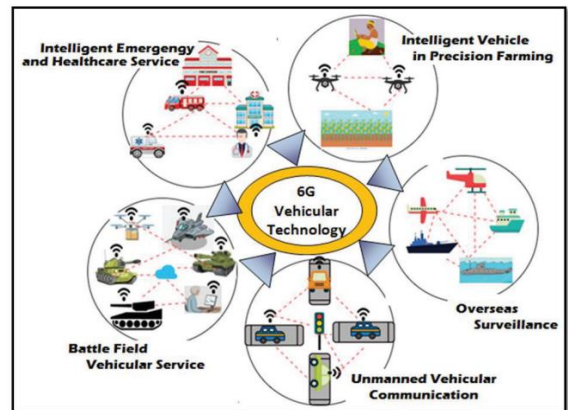 Intelligent Emergengy
and Healthcare Service
Intelligent Vehicle
in Precision Farming
6G
Vehicular
Technology
Overseas
Surveillance
Battle Field
Vehicular Service
Unmanned Vehicular
Communication